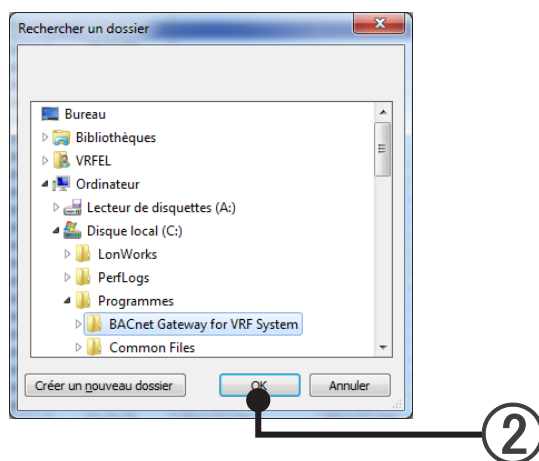 Rechercher un dossier
Bureau
Bibliothèques
VRFEL
Ordinateur
Lecteur de disquettes (A:)
Disque local (C:)
LonWorks
PerfLogs
Programmes
BACnet Gateway for VRF System
Common Files
Créer un nouveau dossier OK Annuler
2